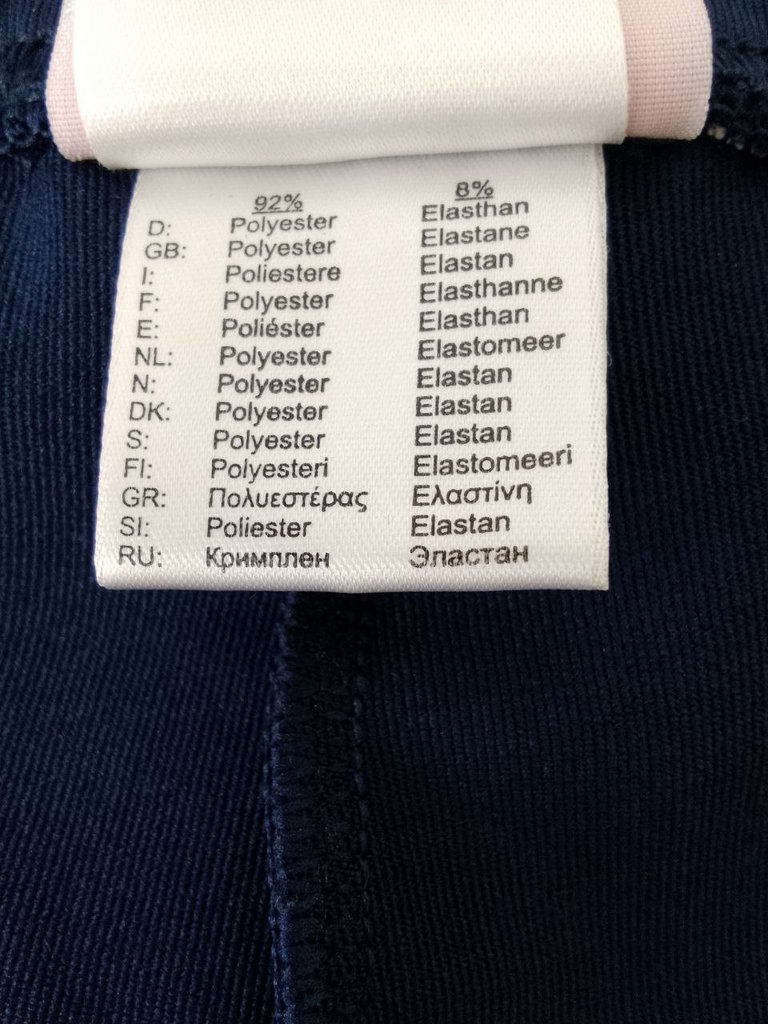 92% 8%
D: Polyester Elasthan
GB: Polyester Elastane
I: Poliestere Elastan
F: Polyester Elasthanne
E: Poliéster Elasthan
NL: Polyester Elastomeer
N: Polyester Elastan
DK: Polyester Elastan
S: Polyester Elastan
FI: Polyesteri Elastomeeri
GR: Πολυεστέρας Ελαστίνη
SI: Poliester Elastan
RU: Кримплен Эластан